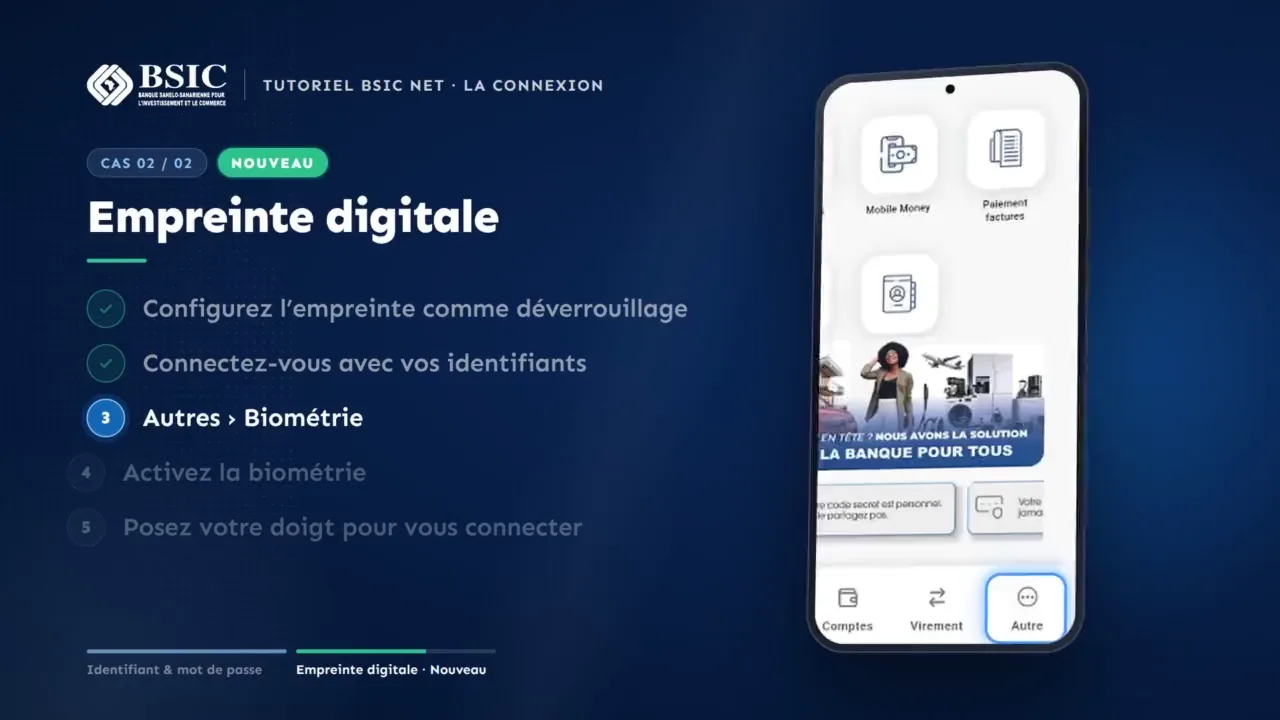 BSIC
BANQUE SAHELO-SAHARIENNE POUR
L'INVESTISSEMENT ET LE COMMERCE
TUTORIEL BSIC NET · LA CONNEXION
CAS 02 / 02
NOUVEAU
Empreinte digitale
Configurez l’empreinte comme déverrouillage
Connectez-vous avec vos identifiants
3 Autres › Biométrie
4 Activez la biométrie
5 Posez votre doigt pour vous connecter
Identifiant & mot de passe
Empreinte digitale · Nouveau
Mobile Money
Paiement
factures
EN TÊTE ? NOUS AVONS LA SOLUTION
LA BANQUE POUR TOUS
re code secret est personnel.
le partagez pas.
Votre
jama
Comptes
Virement
Autre